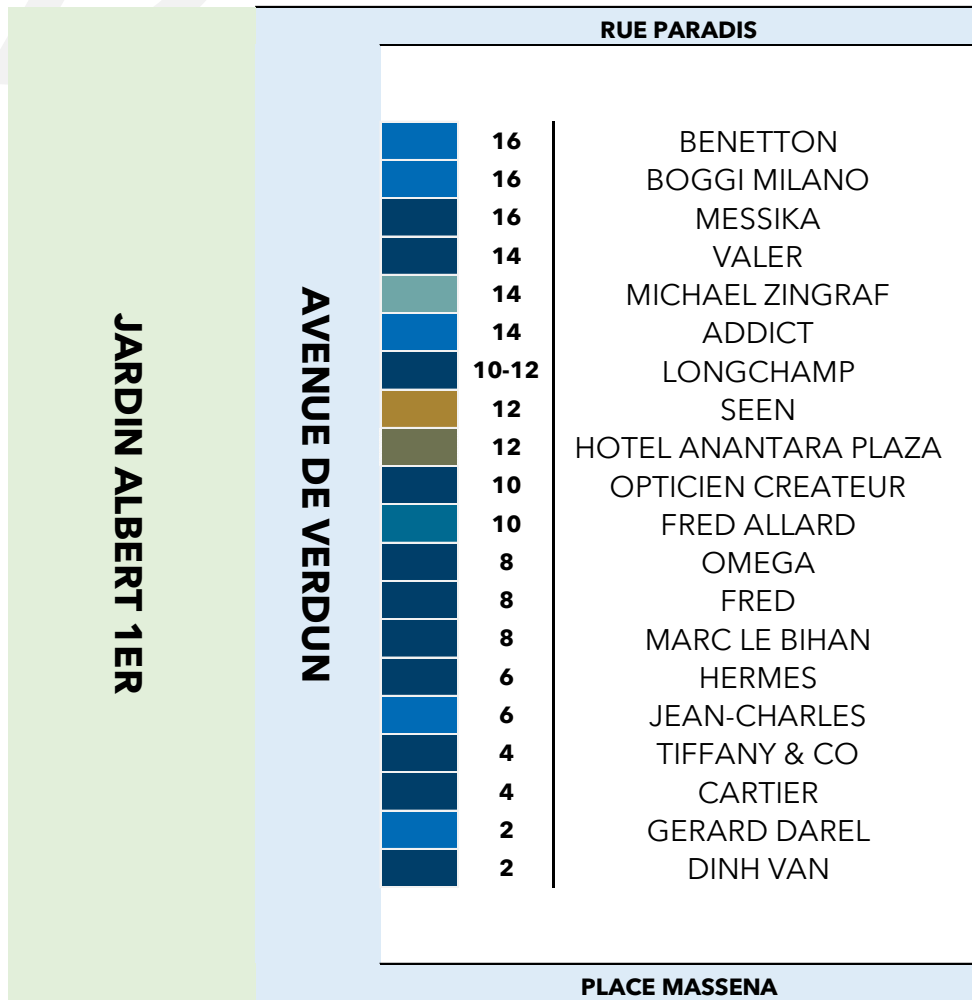 RUE PARADIS
JARDIN ALBERT 1ER
AVENUE DE VERDUN
16 BENETTON
16 BOGGI MILANO
16 MESSIKA
14 VALER
14 MICHAEL ZINGRAF
14 ADDICT
10-12 LONGCHAMP
12 SEEN
12 HOTEL ANANTARA PLAZA
10 OPTICIEN CREATEUR
10 FRED ALLARD
8 OMEGA
8 FRED
8 MARC LE BIHAN
6 HERMES
6 JEAN-CHARLES
4 TIFFANY & CO
4 CARTIER
2 GERARD DAREL
2 DINH VAN
PLACE MASSENA